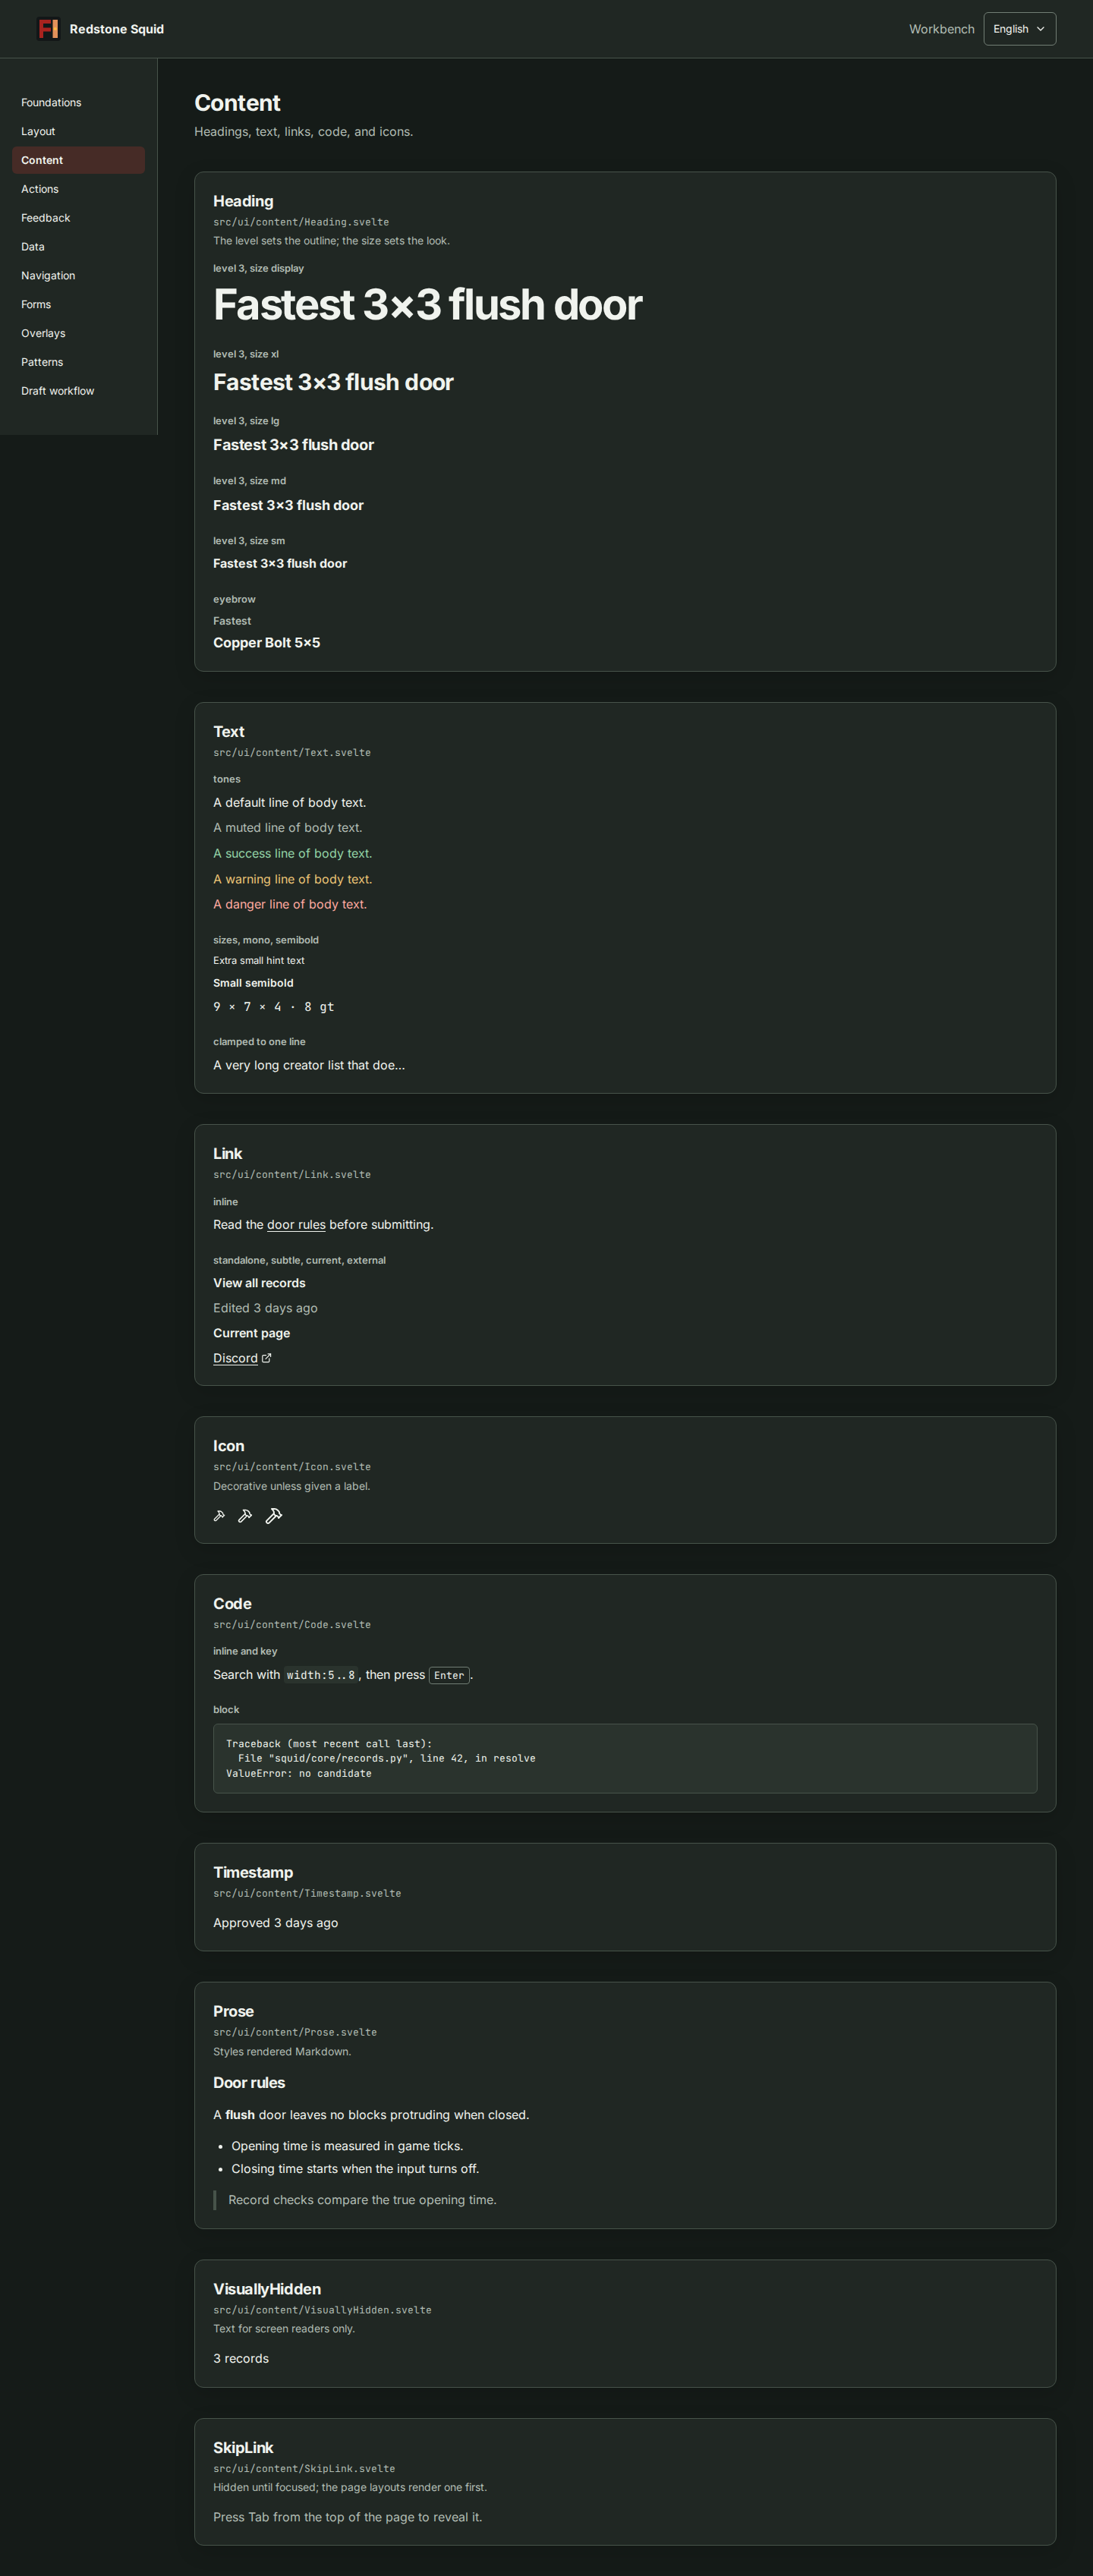 Redstone Squid
Workbench
English
Foundations
Layout
Content
Actions
Feedback
Data
Navigation
Forms
Overlays
Patterns
Draft workflow
Content
Headings, text, links, code, and icons.
Heading
src/ui/content/Heading.svelte
The level sets the outline; the size sets the look.
level 3, size display
Fastest 3×3 flush door
level 3, size xl
Fastest 3×3 flush door
level 3, size lg
Fastest 3×3 flush door
level 3, size md
Fastest 3×3 flush door
level 3, size sm
Fastest 3×3 flush door
eyebrow
Fastest
Copper Bolt 5×5
Text
src/ui/content/Text.svelte
tones
A default line of body text.
A muted line of body text.
A success line of body text.
A warning line of body text.
A danger line of body text.
sizes, mono, semibold
Extra small hint text
Small semibold
9 × 7 × 4 · 8 gt
clamped to one line
A very long creator list that doe…
Link
src/ui/content/Link.svelte
inline
Read the door rules before submitting.
standalone, subtle, current, external
View all records
Edited 3 days ago
Current page
Discord
Icon
src/ui/content/Icon.svelte
Decorative unless given a label.
Code
src/ui/content/Code.svelte
inline and key
Search with width:5..8, then press Enter.
block
Traceback (most recent call last):
  File "squid/core/records.py", line 42, in resolve
ValueError: no candidate
Timestamp
src/ui/content/Timestamp.svelte
Approved 3 days ago
Prose
src/ui/content/Prose.svelte
Styles rendered Markdown.
Door rules
A flush door leaves no blocks protruding when closed.
• Opening time is measured in game ticks.
• Closing time starts when the input turns off.
Record checks compare the true opening time.
VisuallyHidden
src/ui/content/VisuallyHidden.svelte
Text for screen readers only.
3 records
SkipLink
src/ui/content/SkipLink.svelte
Hidden until focused; the page layouts render one first.
Press Tab from the top of the page to reveal it.